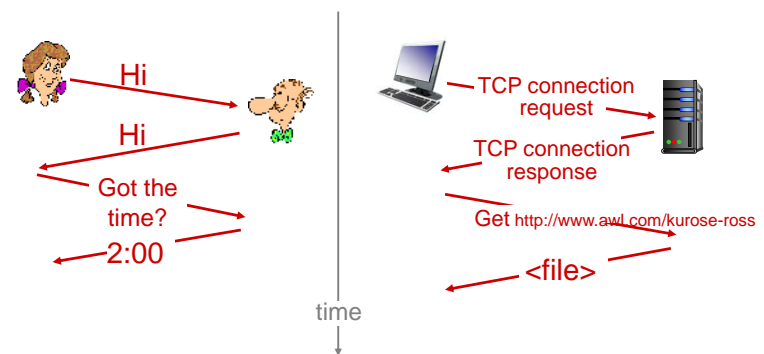 Hi
Hi
Got the
time?
2:00
time
TCP connection
request
TCP connection
response
Get http://www.awl.com/kurose-ross
<file>